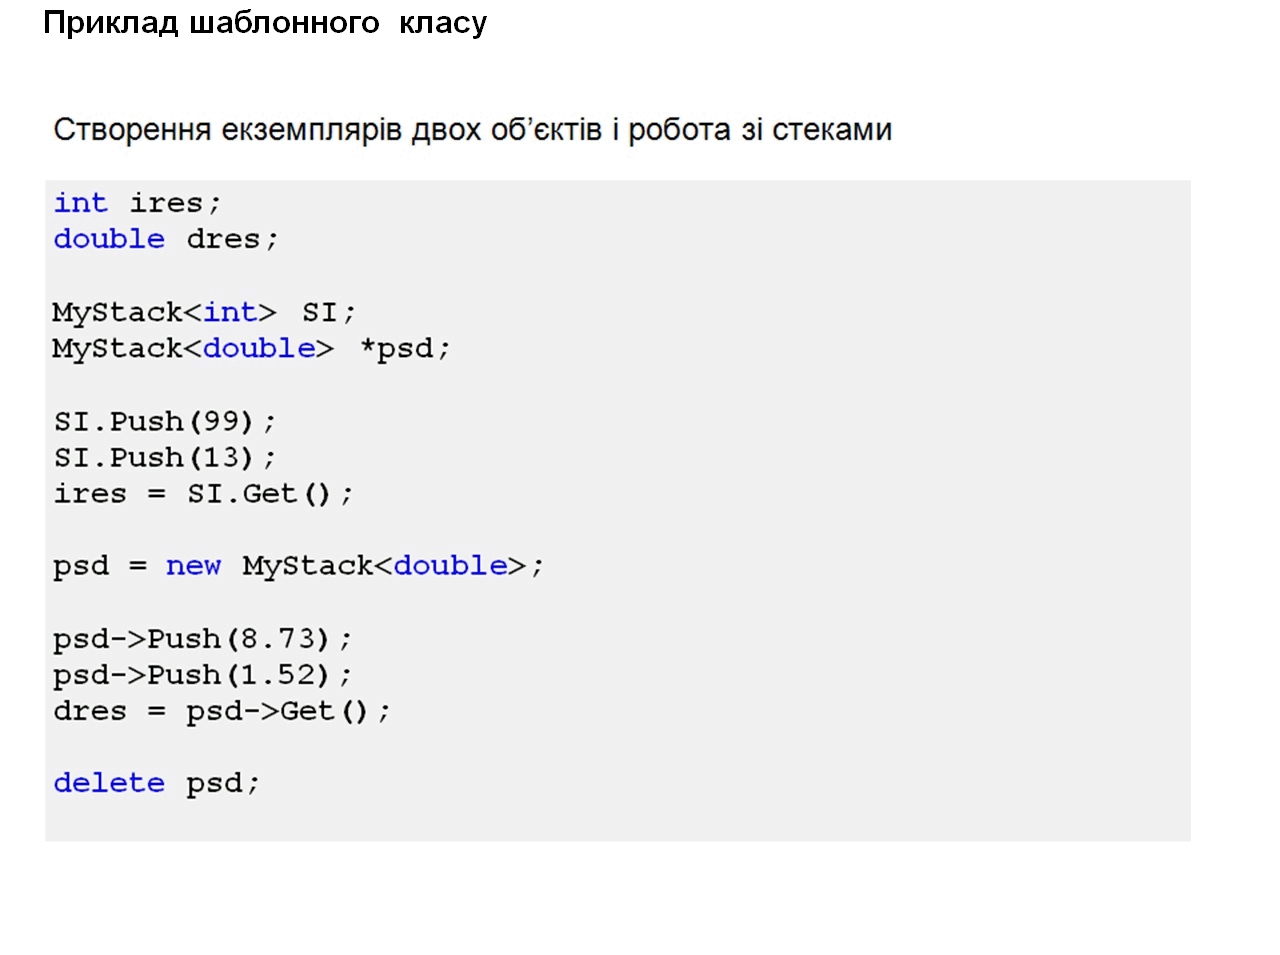 Приклад шаблонного класу
Створення екземплярів двох об’єктів і робота зі стеками
int ires;
double dres;
MyStack<int> SI;
MyStack<double> *psd;
SI.Push(99);
SI.Push(13);
ires = SI.Get();
psd = new MyStack<double>;
psd->Push(8.73);
psd->Push(1.52);
dres = psd->Get();
delete psd;